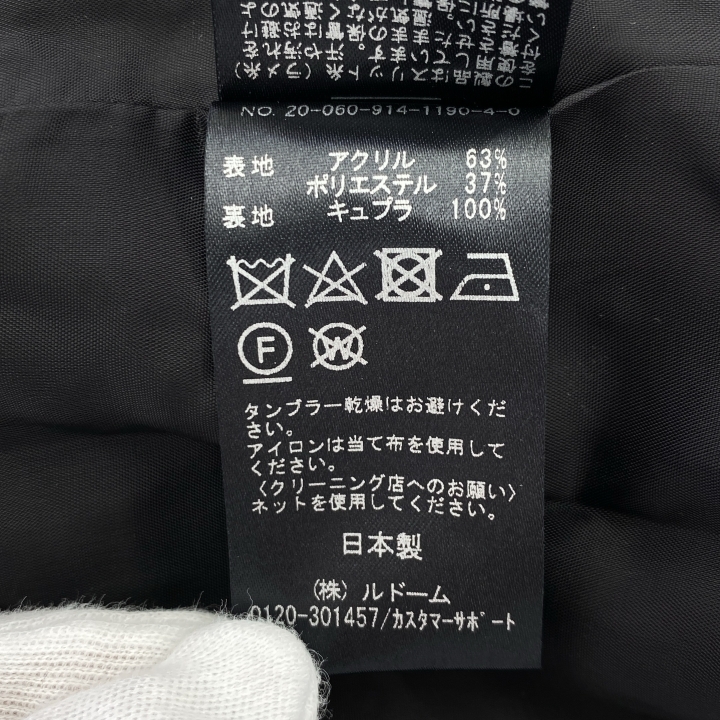 NO. 20-060-914-1190-4-0
表地 アクリル 63%
ポリエステル 37%
裏地 キュプラ 100%
F
W
タンブラー乾燥はお避けくだ
さい。
アイロンは当て布を使用して
ください。
〈クリーニング店へのお願い〉
ネットを使用してください。
日本製
(株) ルドーム
0120-301457/ｶｽﾀﾏｰｻﾎﾟｰﾄ